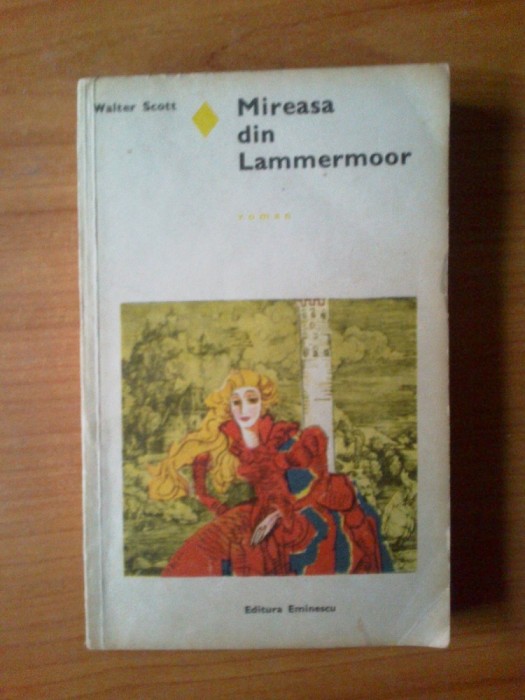 Walter Scott
Mireasa
din
Lammermoor
roman
Editura Eminescu